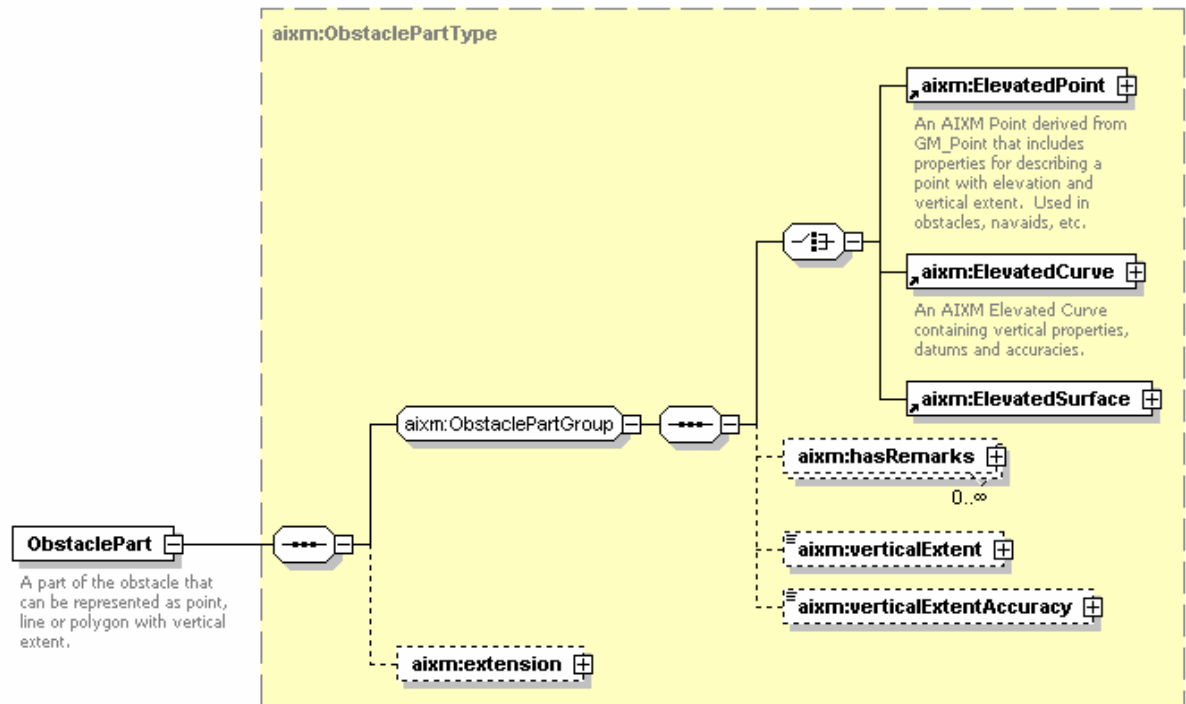 aixm:ObstaclePartType
aixm:ElevatedPoint
An AIXM Point derived from
GM_Point that includes
properties for describing a
point with elevation and
vertical extent.  Used in
obstacles, navaids, etc.
aixm:ElevatedCurve
An AIXM Elevated Curve
containing vertical properties,
datums and accuracies.
aixm:ElevatedSurface
aixm:ObstaclePartGroup
aixm:hasRemarks
0..∞
aixm:verticalExtent
aixm:verticalExtentAccuracy
ObstaclePart
A part of the obstacle that
can be represented as point,
line or polygon with vertical
extent.
aixm:extension